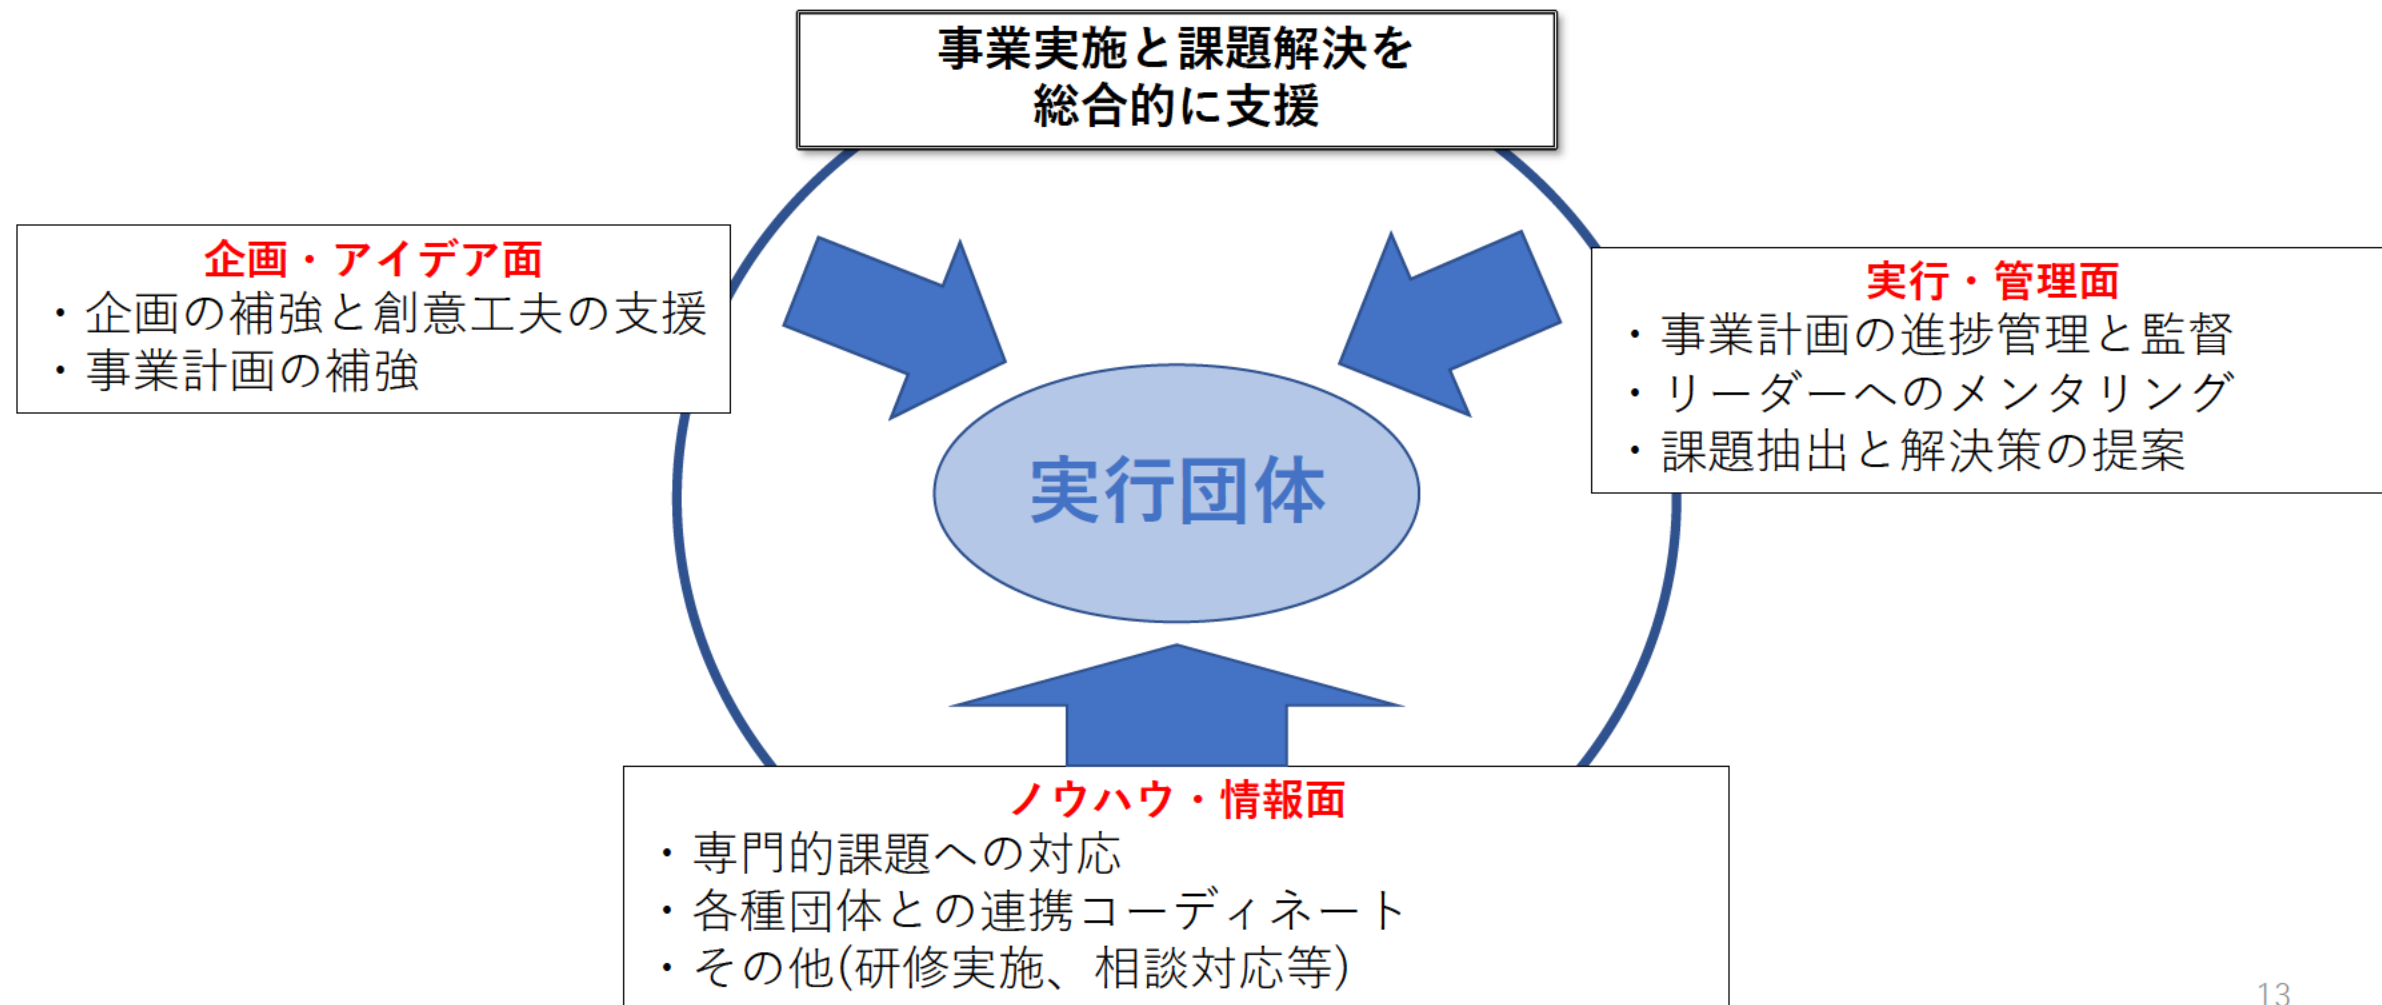 事業実施と課題解決を
総合的に支援
企画・アイデア面
・企画の補強と創意工夫の支援
・事業計画の補強
実行・管理面
・事業計画の進捗管理と監督
・リーダーへのメンタリング
・課題抽出と解決策の提案
実行団体
ノウハウ・情報面
・専門的課題への対応
・各種団体との連携コーディネート
・その他(研修実施、相談対応等)
13